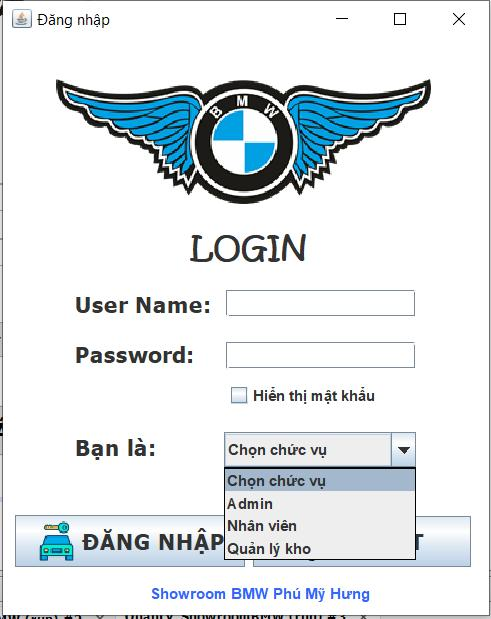 Đăng nhập
BMW
LOGIN
User Name:
Password:
Hiển thị mật khẩu
Bạn là:
Chọn chức vụ
Chọn chức vụ
Admin
Nhân viên
Quản lý kho
ĐĂNG NHẬP
Showroom BMW Phú Mỹ Hưng